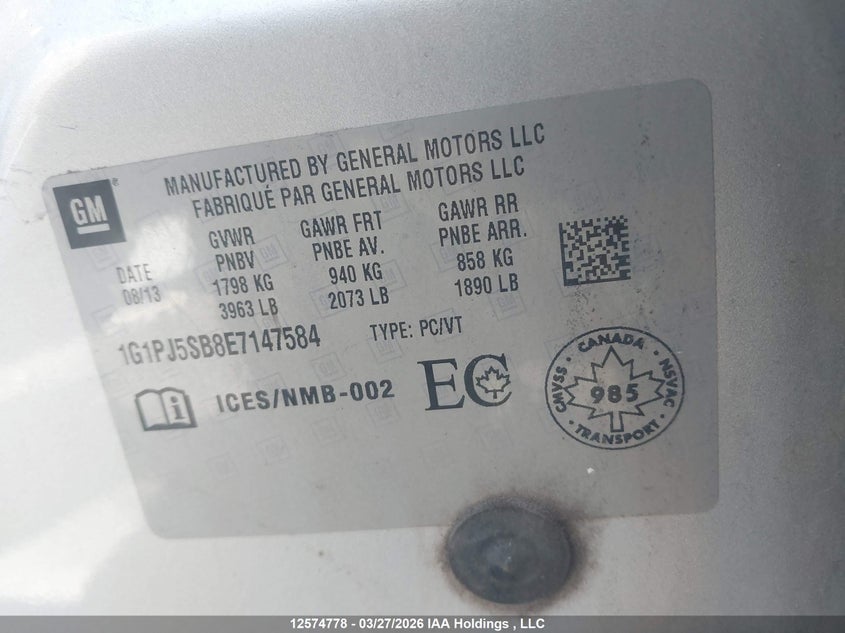 MANUFACTURED BY GENERAL MOTORS LLC
FABRIQUÉ PAR GENERAL MOTORS LLC
GM®
DATE
08/13
GVWR
PNBV
1798 KG
3963 LB
GAWR FRT
PNBE AV.
940 KG
2073 LB
GAWR RR
PNBE ARR.
858 KG
1890 LB
1G1PJ5SB8E7147584
TYPE: PC/VT
i
ICES/NMB-002
EC
CANADA
CMVSS · NSVAC
985
TRANSPORT
12574778 - 03/27/2026 IAA Holdings , LLC